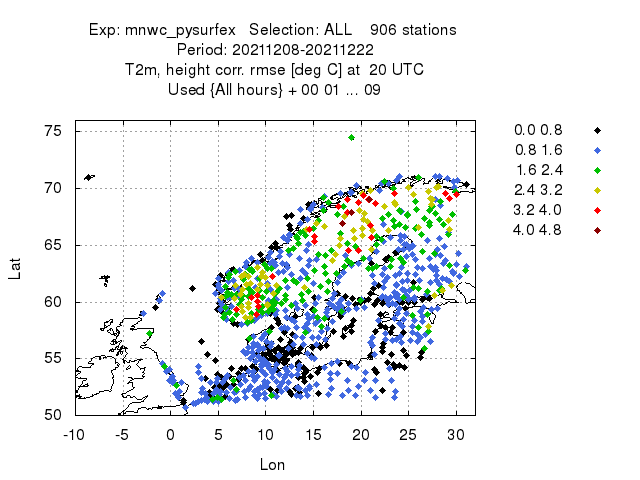 Exp: mnwc_pysurfex   Selection: ALL    906 stations
Period: 20211208-20211222
T2m, height corr. rmse [deg C] at  20 UTC
Used {All hours} + 00 01 ... 09
0.0 0.8
0.8 1.6
1.6 2.4
2.4 3.2
3.2 4.0
4.0 4.8
75
70
65
60
55
50
Lat
-10 -5 0 5 10 15 20 25 30
Lon